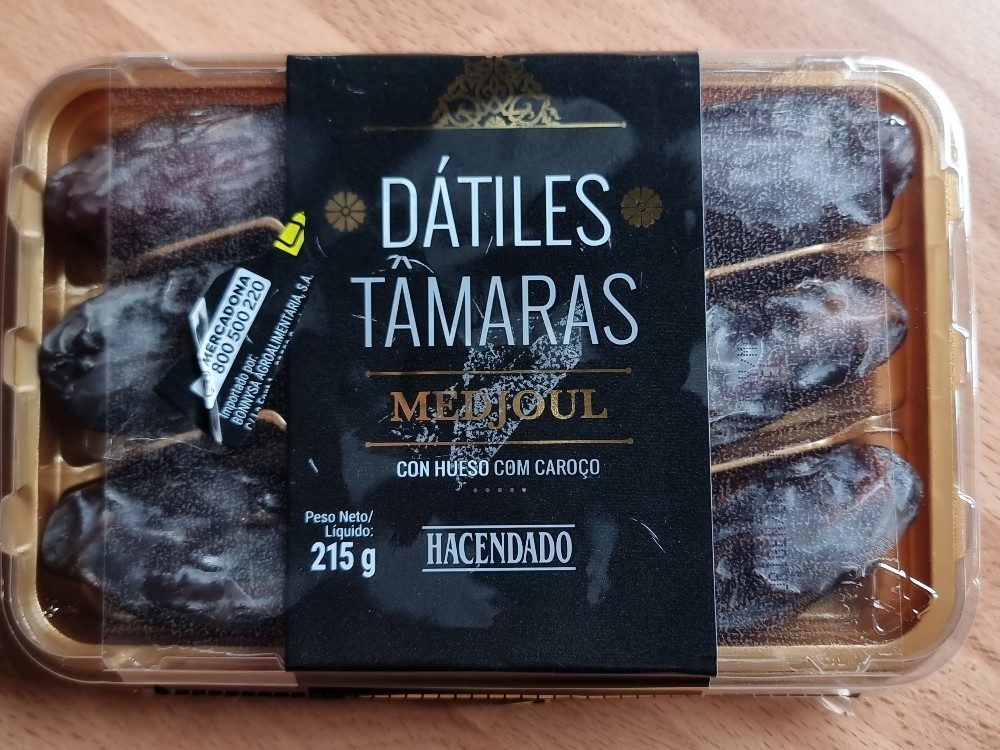 DÁTILES
TÂMARAS
MEDJOUL
CON HUESO COM CAROÇO
Peso Neto/
Líquido:
215 g
HACENDADO
MERCADONA
800 500 220
Importado por:
BONNYSA AGROALIMENTARIA, S.A.